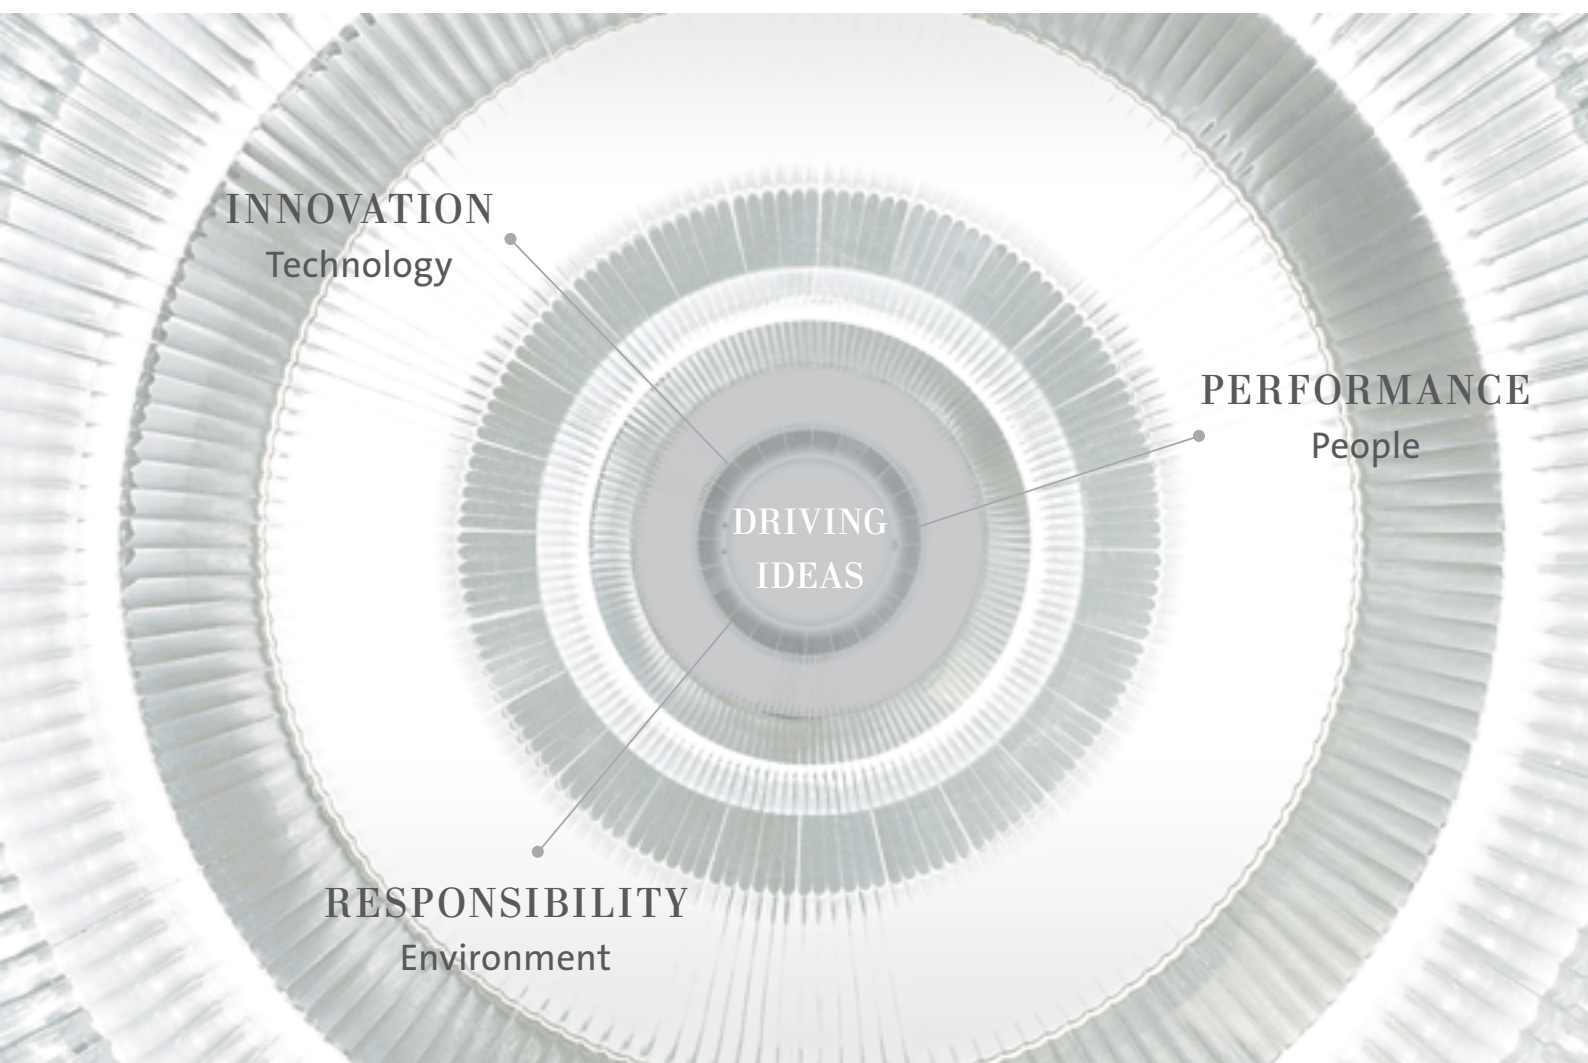 INNOVATION
Technology
PERFORMANCE
People
DRIVING
IDEAS
RESPONSIBILITY
Environment